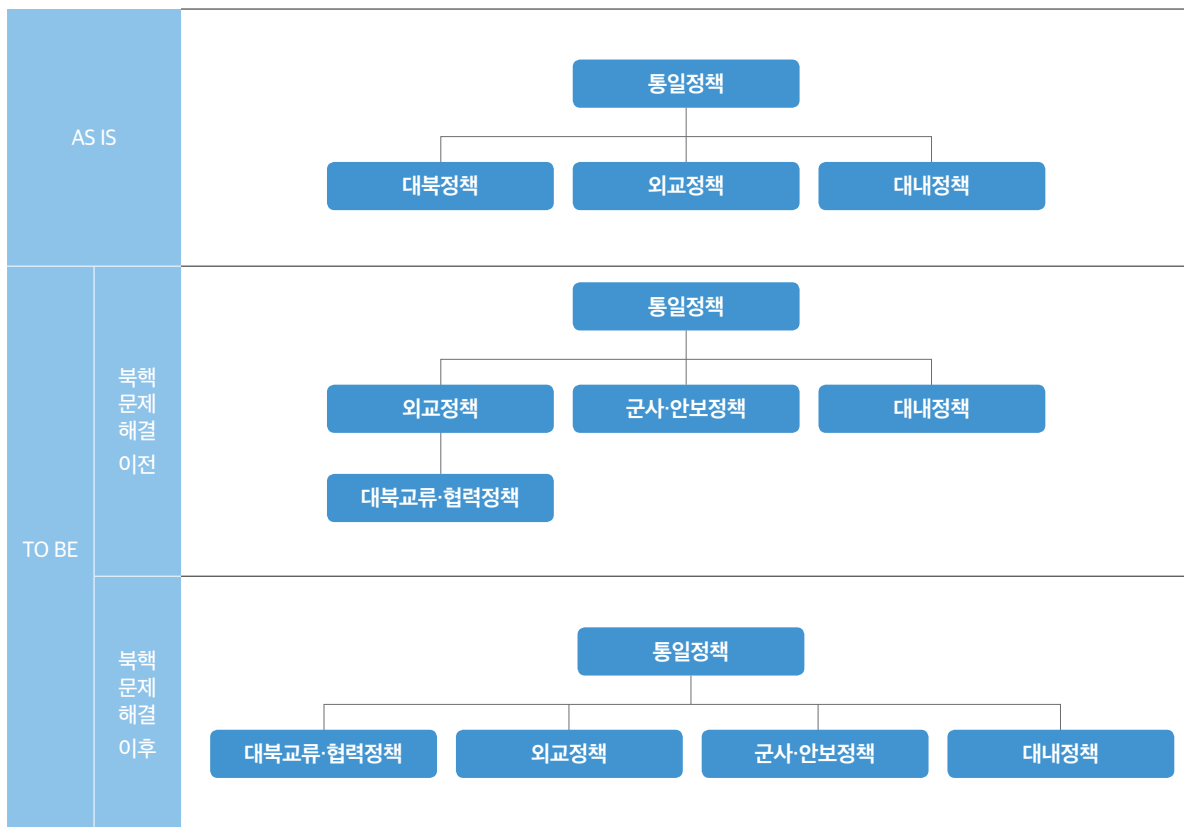 AS IS
통일정책
대북정책
외교정책
대내정책
TO BE
북핵
문제
해결
이전
통일정책
외교정책
군사·안보정책
대내정책
대북교류·협력정책
북핵
문제
해결
이후
통일정책
대북교류·협력정책
외교정책
군사·안보정책
대내정책